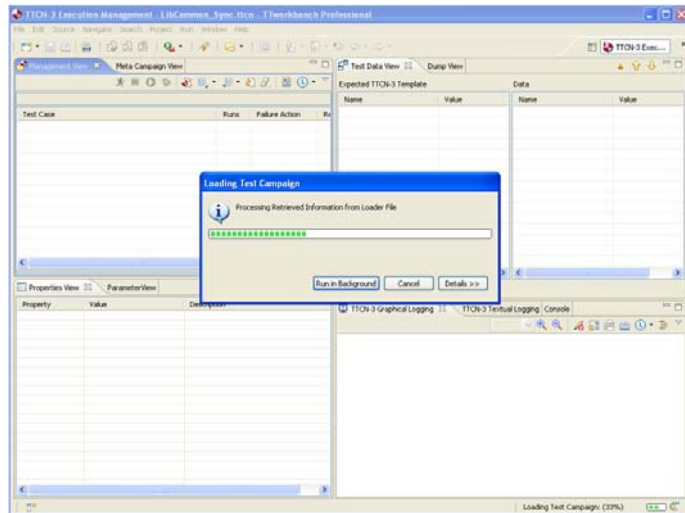 TTCN-3 Execution Management - LibCommon_Sync.ttcn - TTworkbench Professional
File Edit Source Navigate Search Project Run Window Help
TTCN-3 Exec...
Management View
Meta Campaign View
Test Case
Runs
Failure Action
Test Data View
Dump View
Expected TTCN-3 Template
Data
Name
Value
Name
Value
Loading Test Campaign
Processing Retrieved Information from Loader File
Run in Background
Cancel
Details >>
Properties View
ParameterView
Property
Value
Description
TTCN-3 Graphical Logging
TTCN-3 Textual Logging
Console
Loading Test Campaign: (33%)